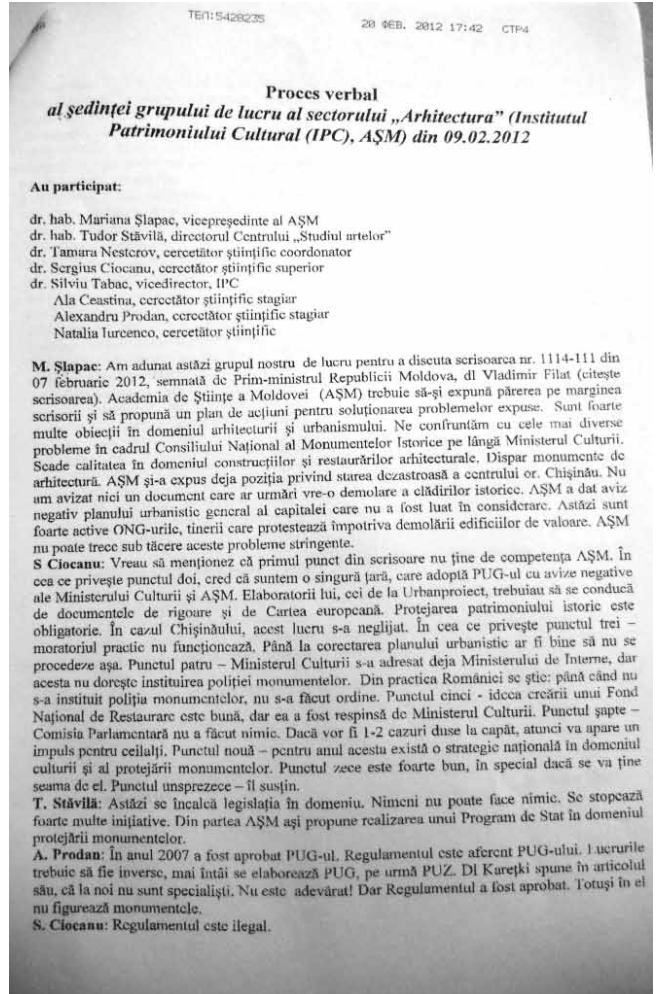 ТЕЛ:5428235 20 ФЕВ. 2012 17:42 СТР4
Proces verbal
al ședinței grupului de lucru al sectorului „Arhitectura” (Institutul
Patrimoniului Cultural (IPC), AȘM) din 09.02.2012
Au participat:
dr. hab. Mariana Șlapac, vicepreședinte al AȘM
dr. hab. Tudor Stăvilă, directorul Centrului „Studiul artelor”
dr. Tamara Nesterov, cercetător științific coordonator
dr. Sergius Ciocanu, cercetător științific superior
dr. Silviu Tabac, vicedirector, IPC
Ala Ceastina, cercetător științific stagiar
Alexandru Prodan, cercetător științific stagiar
Natalia Iurcenco, cercetător științific
M. Șlapac: Am adunat astăzi grupul nostru de lucru pentru a discuta scrisoarea nr. 1114-111 din
07 februarie 2012, semnată de Prim-ministrul Republicii Moldova, dl Vladimir Filat (citește
scrisoarea). Academia de Științe a Moldovei (AȘM) trebuie să-și expună părerea pe marginea
scrisorii și să propună un plan de acțiuni pentru soluționarea problemelor expuse. Sunt foarte
multe obiecții în domeniul arhitecturii și urbanismului. Ne confruntăm cu cele mai diverse
probleme în cadrul Consiliului Național al Monumentelor Istorice pe lângă Ministerul Culturii.
Scade calitatea în domeniul construcțiilor și restaurărilor arhitecturale. Dispar monumente de
arhitectură. AȘM și-a expus deja poziția privind starea dezastroasă a centrului or. Chișinău. Nu
am avizat nici un document care ar urmări vre-o demolare a clădirilor istorice. AȘM a dat aviz
negativ planului urbanistic general al capitalei care nu a fost luat în considerare. Astăzi sunt
foarte active ONG-urile, tinerii care protestează împotriva demolării edificiilor de valoare. AȘM
nu poate trece sub tăcere aceste probleme stringente.
S Ciocanu: Vreau să menționez că primul punct din scrisoare nu ține de competența AȘM. În
cea ce privește punctul doi, cred că suntem o singură țară, care adoptă PUG-ul cu avize negative
ale Ministerului Culturii și AȘM. Elaboratorii lui, cei de la Urbanproiect, trebuiau să se conducă
de documentele de rigoare și de Cartea europeană. Protejarea patrimoniului istoric este
obligatorie. În cazul Chișinăului, acest lucru s-a neglijat. În cea ce privește punctul trei –
moratoriul practic nu funcționează. Până la corectarea planului urbanistic ar fi bine să nu se
procedeze așa. Punctul patru – Ministerul Culturii s-a adresat deja Ministerului de Interne, dar
acesta nu dorește instituirea poliției monumentelor. Din practica României se știe: până când nu
s-a instituit poliția monumentelor, nu s-a făcut ordine. Punctul cinci - ideea creării unui Fond
Național de Restaurare este bună, dar ea a fost respinsă de Ministerul Culturii. Punctul șapte –
Comisia Parlamentară nu a făcut nimic. Dacă vor fi 1-2 cazuri duse la capăt, atunci va apare un
impuls pentru ceilalți. Punctul nouă – pentru anul acesta există o strategie națională în domeniul
culturii și al protejării monumentelor. Punctul zece este foarte bun, în special dacă se va ține
seama de el. Punctul unsprezece – îl susțin.
T. Stăvilă: Astăzi se încalcă legislația în domeniu. Nimeni nu poate face nimic. Se stopează
foarte multe inițiative. Din partea AȘM ași propune realizarea unui Program de Stat în domeniul
protejării monumentelor.
A. Prodan: În anul 2007 a fost aprobat PUG-ul. Regulamentul este aferent PUG-ului. Lucrurile
trebuie să fie inverse, mai întâi se elaborează PUG, pe urmă PUZ. Dl Karețki spune în articolul
său, că la noi nu sunt specialiști. Nu este adevărat! Dar Regulamentul a fost aprobat. Totuși în el
nu figurează monumentele.
S. Ciocanu: Regulamentul este ilegal.